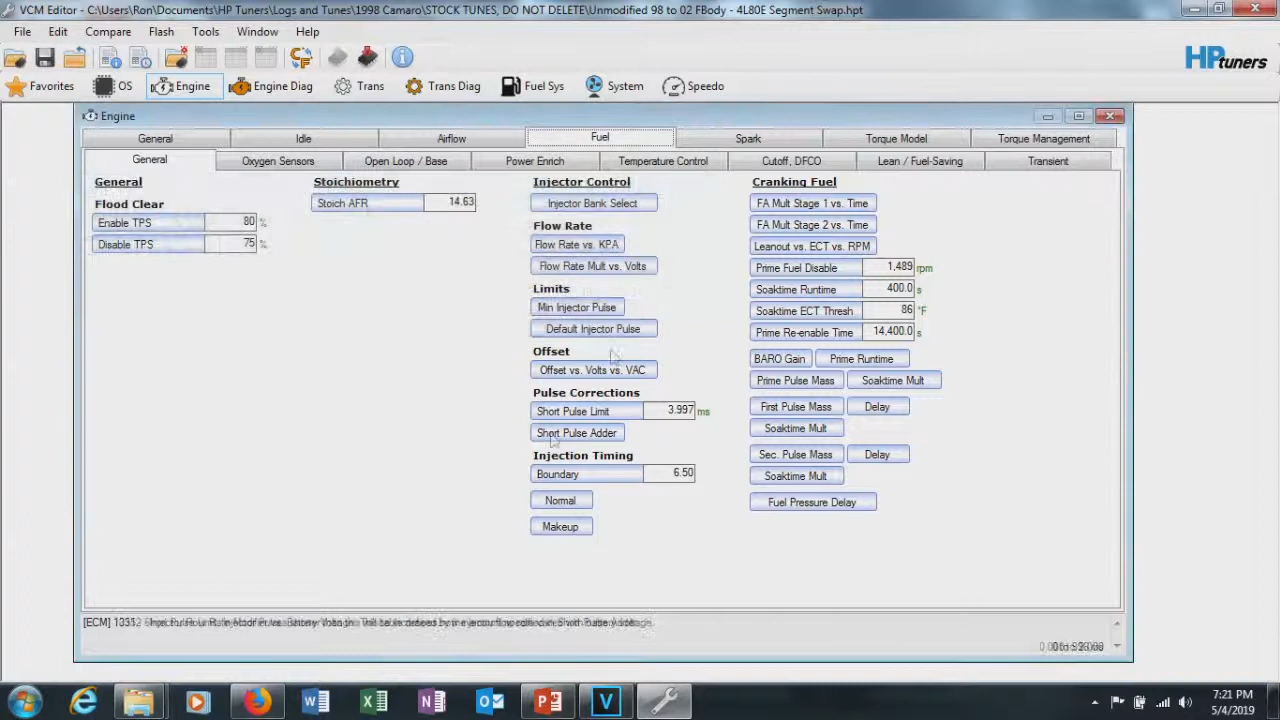 VCM Editor - C:\Users\Ron\Documents\HP Tuners\Logs and Tunes\1998 Camaro\STOCK TUNES, DO NOT DELETE\Unmodified 98 to 02 FBody - 4L80E Segment Swap.hpt
File Edit Compare Flash Tools Window Help
HPtuners
Favorites OS Engine Engine Diag Trans Trans Diag Fuel Sys System Speedo
Engine
General Idle Airflow Fuel Spark Torque Model Torque Management
General Oxygen Sensors Open Loop / Base Power Enrich Temperature Control Cutoff, DFCO Lean / Fuel-Saving Transient
General
Flood Clear
Enable TPS 80 %
Disable TPS 75 %
Stoichiometry
Stoich AFR 14.63
Injector Control
Injector Bank Select
Flow Rate
Flow Rate vs. KPA
Flow Rate Mult vs. Volts
Limits
Min Injector Pulse
Default Injector Pulse
Offset
Offset vs. Volts vs. VAC
Pulse Corrections
Short Pulse Limit 3.997 ms
Short Pulse Adder
Injection Timing
Boundary 6.50
Normal
Makeup
Cranking Fuel
FA Mult Stage 1 vs. Time
FA Mult Stage 2 vs. Time
Leanout vs. ECT vs. RPM
Prime Fuel Disable 1,489 rpm
Soaktime Runtime 400.0 s
Soaktime ECT Thresh 86 °F
Prime Re-enable Time 14,400.0 s
BARO Gain Prime Runtime
Prime Pulse Mass Soaktime Mult
First Pulse Mass Delay
Soaktime Mult
Sec. Pulse Mass Delay
Soaktime Mult
Fuel Pressure Delay
[ECM]
7:21 PM
5/4/2019